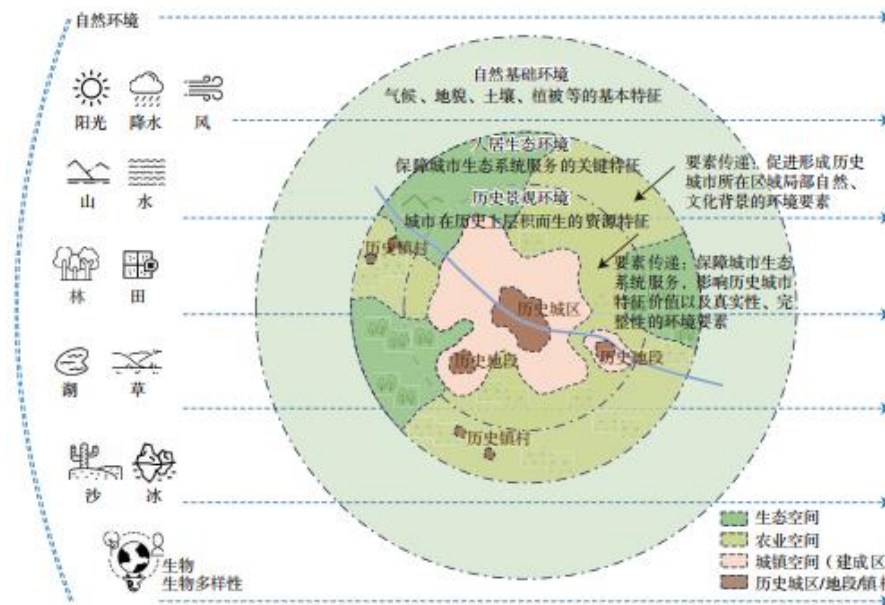 自然环境
阳光 降水 风
山 水
林 田
湖 草
沙 冰
生物
生物多样性
自然基础环境
气候、地貌、土壤、植被等的基本特征
人居生态环境
保障城市生态系统服务的关键特征
历史景观环境
城市在历史上层积而生的资源特征
要素传递：促进形成历史
城市所在区域局部自然、
文化背景的环境要素
要素传递：保障城市生态
系统服务，影响历史城市
特征价值以及真实性、完
整性的环境要素
历史镇村
历史城区
历史地段
历史地段
历史镇村
生态空间
农业空间
城镇空间（建成区
历史城区/地段/镇村